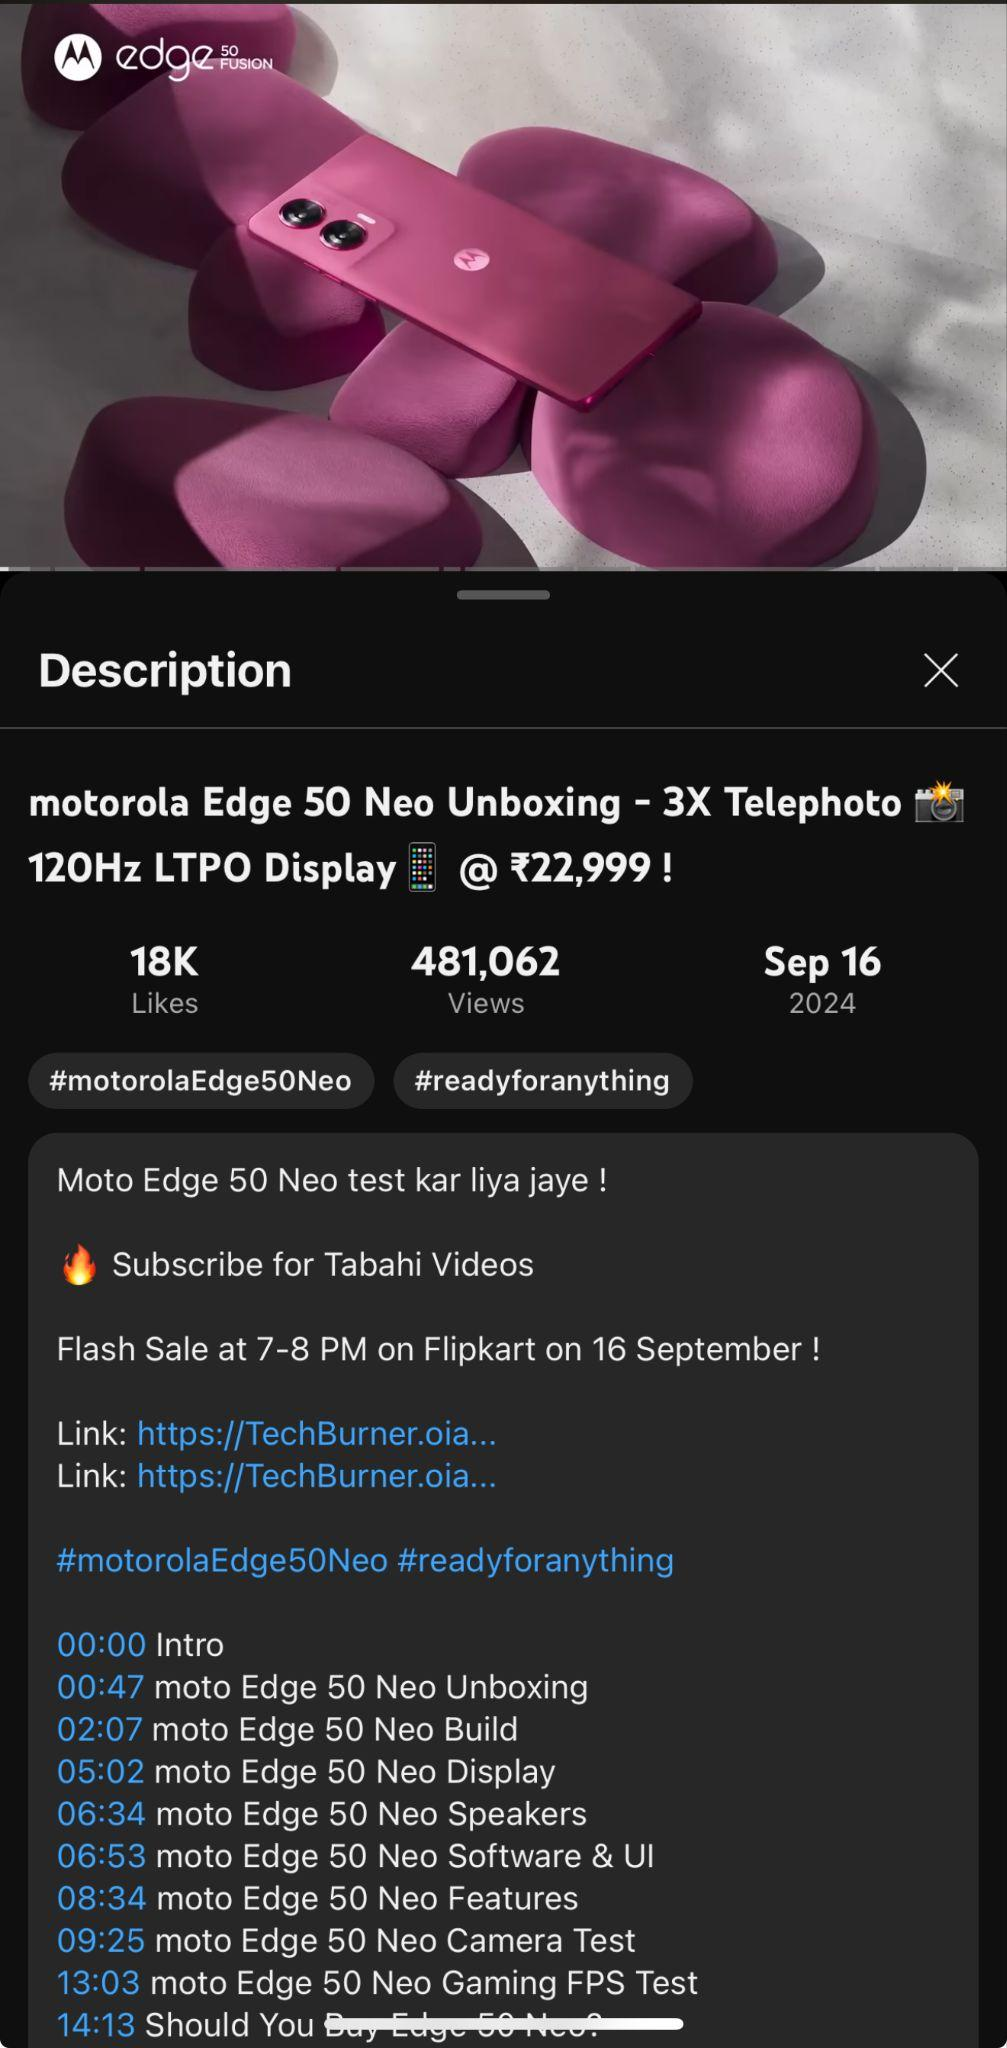 edge 50
FUSION
Description
motorola Edge 50 Neo Unboxing - 3X Telephoto 📸
120Hz LTPO Display📱 @ ₹22,999 !
18K 481,062 Sep 16
Likes Views 2024
#motorolaEdge50Neo #readyforanything
Moto Edge 50 Neo test kar liya jaye !
🔥 Subscribe for Tabahi Videos
Flash Sale at 7-8 PM on Flipkart on 16 September !
Link: https://TechBurner.oia...
Link: https://TechBurner.oia...
#motorolaEdge50Neo #readyforanything
00:00 Intro
00:47 moto Edge 50 Neo Unboxing
02:07 moto Edge 50 Neo Build
05:02 moto Edge 50 Neo Display
06:34 moto Edge 50 Neo Speakers
06:53 moto Edge 50 Neo Software & UI
08:34 moto Edge 50 Neo Features
09:25 moto Edge 50 Neo Camera Test
13:03 moto Edge 50 Neo Gaming FPS Test
14:13 Should You Buy Edge 50 Neo?